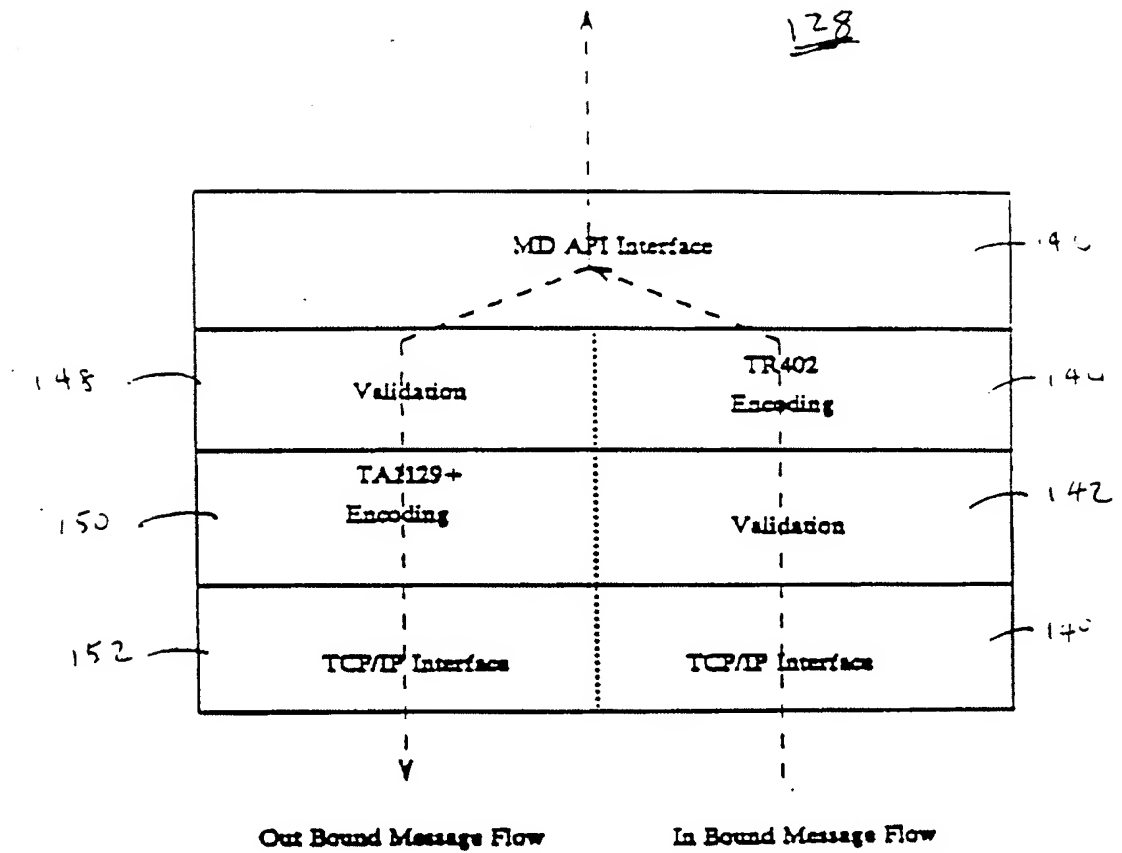 128
MD API Interface
148
Validation
TR402
Encoding
150
TA1129+
Encoding
Validation
142
152
TCP/IP Interface
TCP/IP Interface
Out Bound Message Flow
In Bound Message Flow